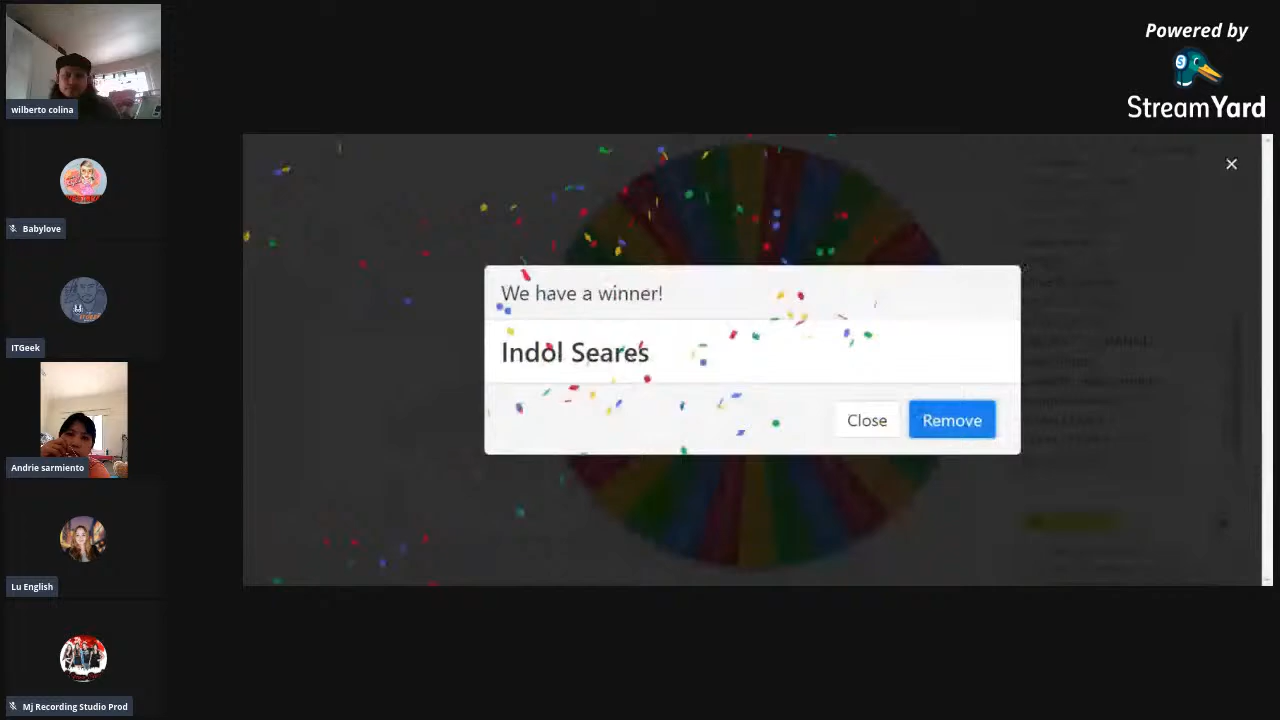 Powered by
StreamYard
wilberto colina
Babylove
ITGeek
Andrie sarmiento
Lu English
Mj Recording Studio Prod
We have a winner!
Indol Seares
Close
Remove